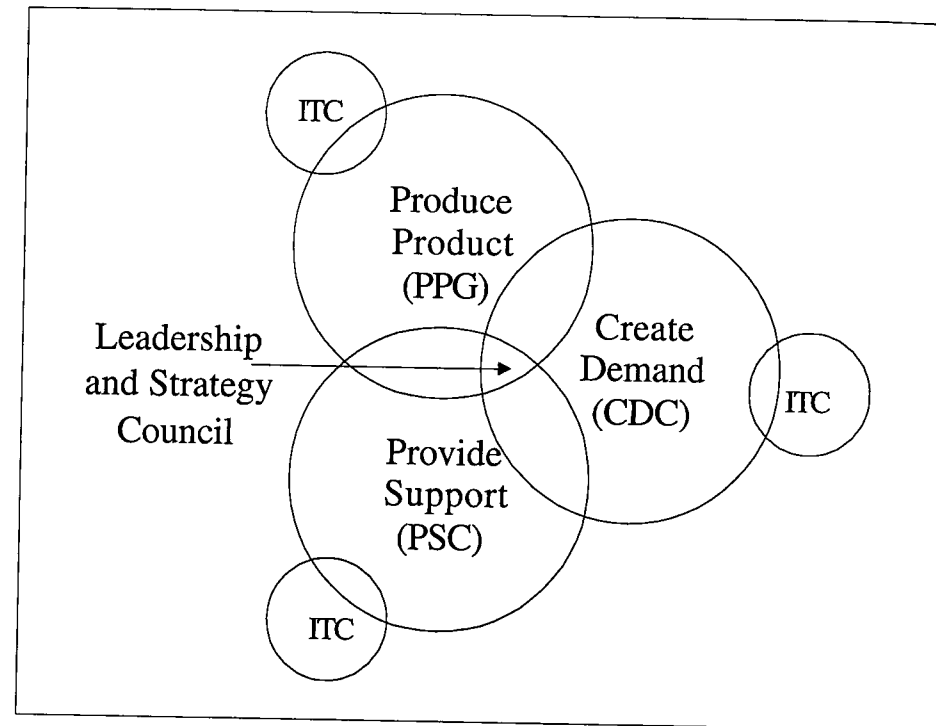 ITC
Produce
Product
(PPG)
Leadership
and Strategy
Council
Create
Demand
(CDC)
ITC
Provide
Support
(PSC)
ITC